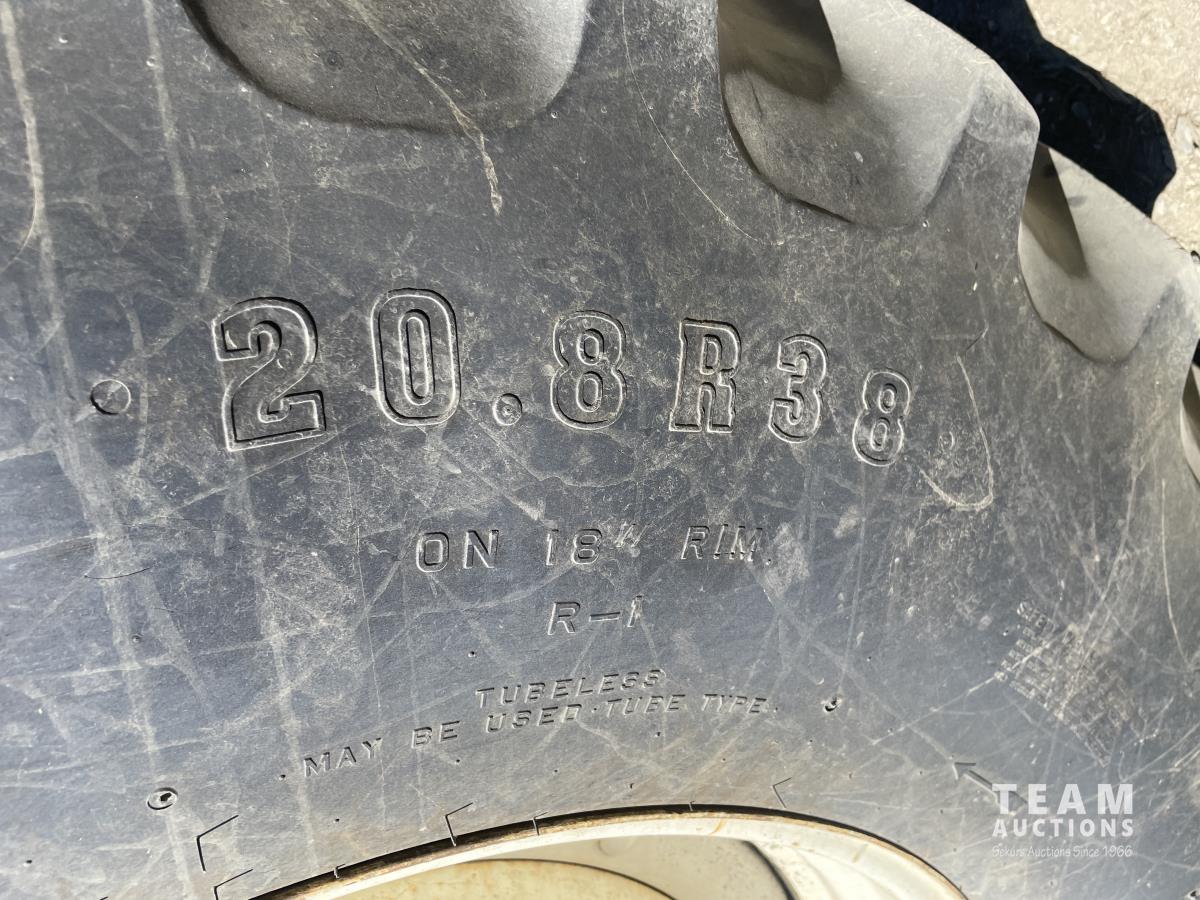 20.8R38
ON 18" RIM.
R-1
TUBELESS
MAY BE USED·TUBE TYPE.
TEAM
AUCTIONS
Sekura Auctions Since 1966